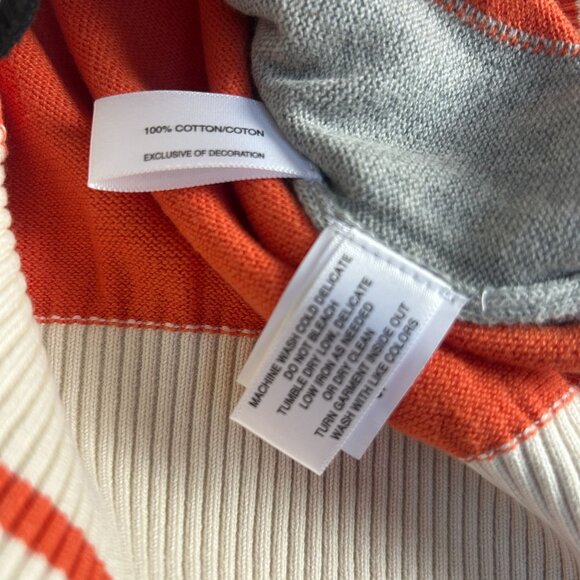 100% COTTON/COTON
EXCLUSIVE OF DECORATION
MACHINE WASH COLD DELICATE
DO NOT BLEACH
TUMBLE DRY LOW, DELICATE
LOW IRON AS NEEDED
OR DRY CLEAN
TURN GARMENT INSIDE OUT
WASH WITH LIKE COLORS